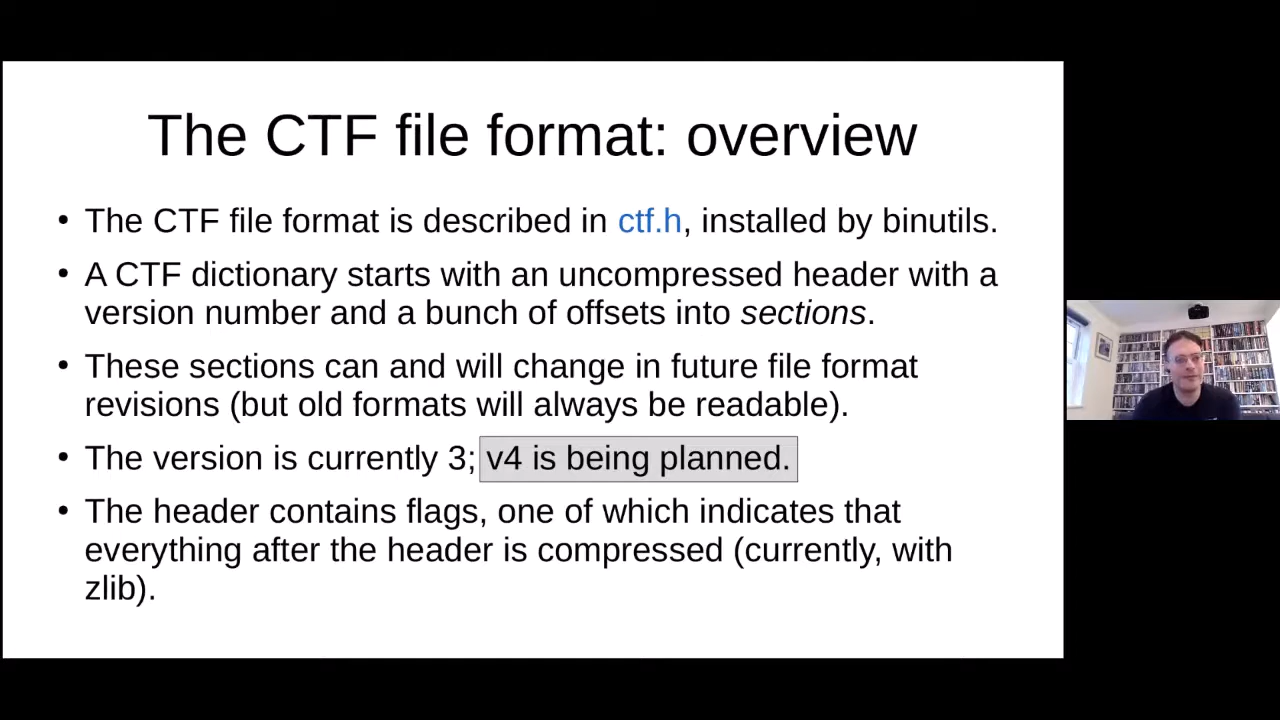 The CTF file format: overview
• The CTF file format is described in ctf.h, installed by binutils.
• A CTF dictionary starts with an uncompressed header with a
version number and a bunch of offsets into sections.
• These sections can and will change in future file format
revisions (but old formats will always be readable).
• The version is currently 3; v4 is being planned.
• The header contains flags, one of which indicates that
everything after the header is compressed (currently, with
zlib).